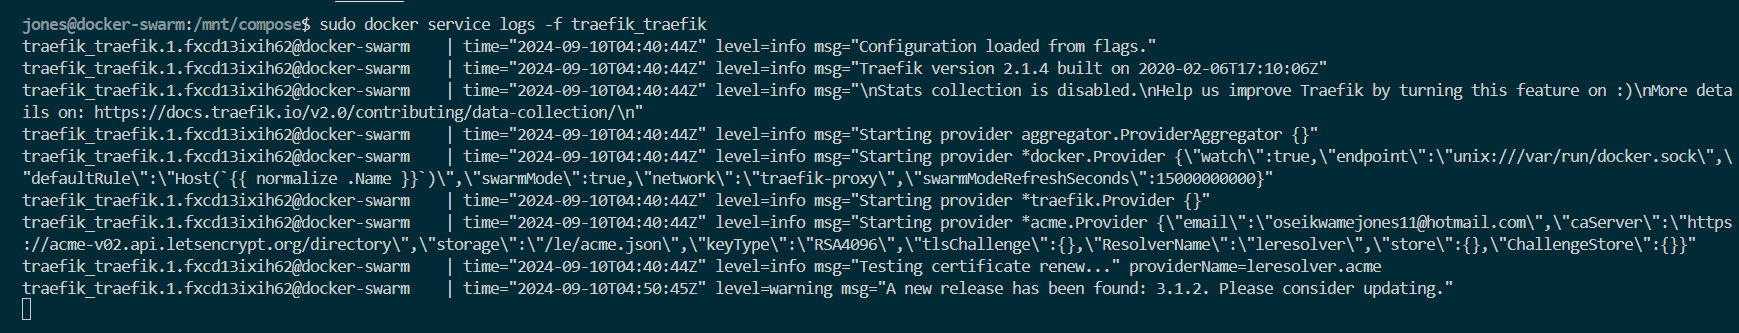 jones@docker-swarm:/mnt/compose$ sudo docker service logs -f traefik_traefik
traefik_traefik.1.fxcd13ixih62@docker-swarm    | time="2024-09-10T04:40:44Z" level=info msg="Configuration loaded from flags."
traefik_traefik.1.fxcd13ixih62@docker-swarm    | time="2024-09-10T04:40:44Z" level=info msg="Traefik version 2.1.4 built on 2020-02-06T17:10:06Z"
traefik_traefik.1.fxcd13ixih62@docker-swarm    | time="2024-09-10T04:40:44Z" level=info msg="\nStats collection is disabled.\nHelp us improve Traefik by turning this feature on :)\nMore deta
ils on: https://docs.traefik.io/v2.0/contributing/data-collection/\n"
traefik_traefik.1.fxcd13ixih62@docker-swarm    | time="2024-09-10T04:40:44Z" level=info msg="Starting provider aggregator.ProviderAggregator {}"
traefik_traefik.1.fxcd13ixih62@docker-swarm    | time="2024-09-10T04:40:44Z" level=info msg="Starting provider *docker.Provider {\"watch\":true,\"endpoint\":\"unix:///var/run/docker.sock\",\
"defaultRule\":\"Host(`{{ normalize .Name }}`)\",\"swarmMode\":true,\"network\":\"traefik-proxy\",\"swarmModeRefreshSeconds\":15000000000}"
traefik_traefik.1.fxcd13ixih62@docker-swarm    | time="2024-09-10T04:40:44Z" level=info msg="Starting provider *traefik.Provider {}"
traefik_traefik.1.fxcd13ixih62@docker-swarm    | time="2024-09-10T04:40:44Z" level=info msg="Starting provider *acme.Provider {\"email\":\"oseikwamejones11@hotmail.com\",\"caServer\":\"https
://acme-v02.api.letsencrypt.org/directory\",\"storage\":\"/le/acme.json\",\"keyType\":\"RSA4096\",\"tlsChallenge\":{},\"ResolverName\":\"leresolver\",\"store\":{},\"ChallengeStore\":{}}"
traefik_traefik.1.fxcd13ixih62@docker-swarm    | time="2024-09-10T04:40:44Z" level=info msg="Testing certificate renew..." providerName=leresolver.acme
traefik_traefik.1.fxcd13ixih62@docker-swarm    | time="2024-09-10T04:50:45Z" level=warning msg="A new release has been found: 3.1.2. Please consider updating."